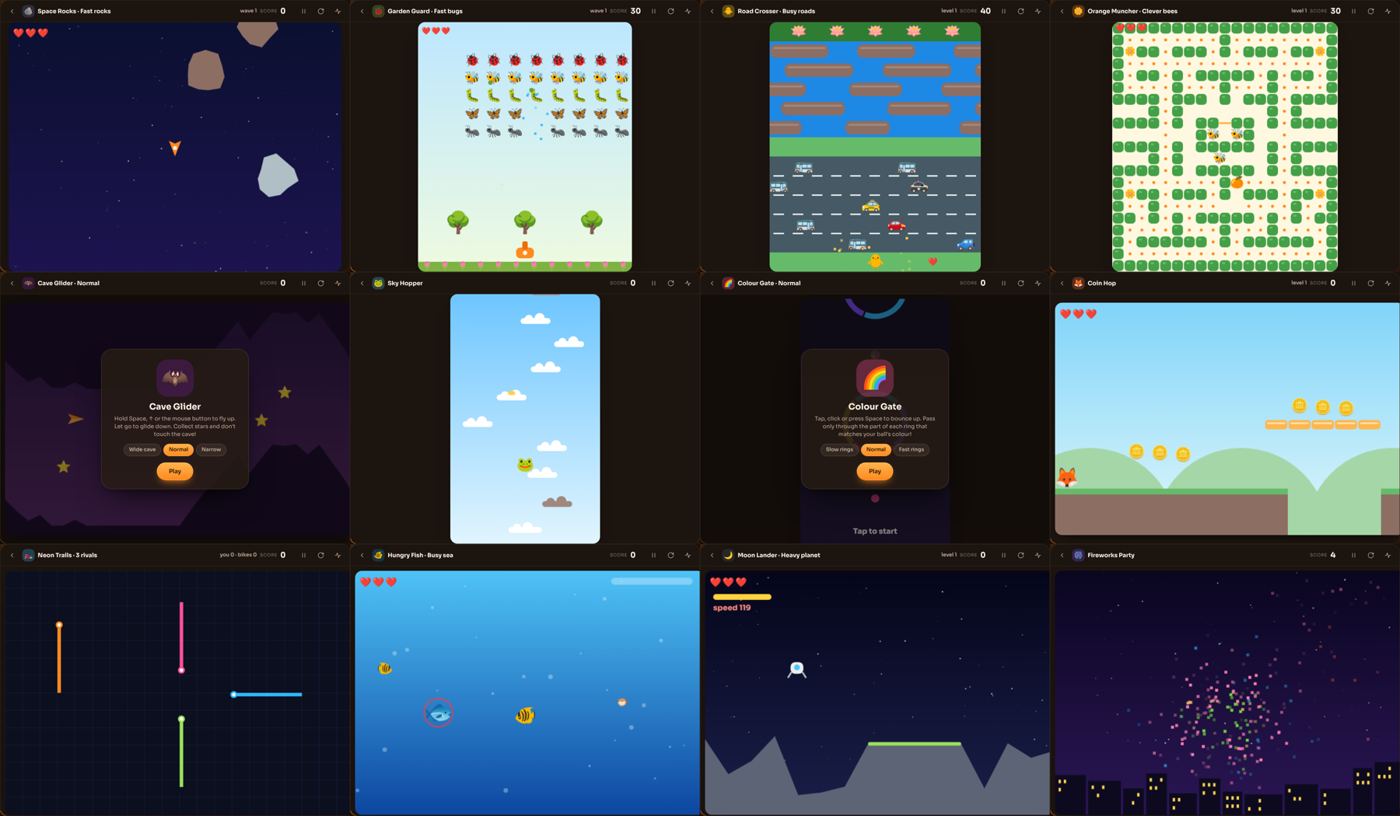 Space Rocks · Fast rocks
wave 1 SCORE 0
Garden Guard · Fast bugs
wave 1 SCORE 30
Road Crosser · Busy roads
level 1 SCORE 40
Orange Muncher · Clever bees
level 1 SCORE 30
Cave Glider · Normal
SCORE 0
Cave Glider
Hold Space, ↑ or the mouse button to fly up.
Let go to glide down. Collect stars and don't
touch the cave!
Wide cave Normal Narrow
Play
Sky Hopper
SCORE 0
Colour Gate · Normal
SCORE 0
Colour Gate
Tap, click or press Space to bounce up. Pass
only through the part of each ring that
matches your ball's colour!
Slow rings Normal Fast rings
Play
Tap to start
Coin Hop
level 1 SCORE 0
Neon Trails · 3 rivals
you 0 · bikes 0 SCORE 0
Hungry Fish · Busy sea
SCORE 0
Moon Lander · Heavy planet
level 1 SCORE 0
speed 119
Fireworks Party
SCORE 4